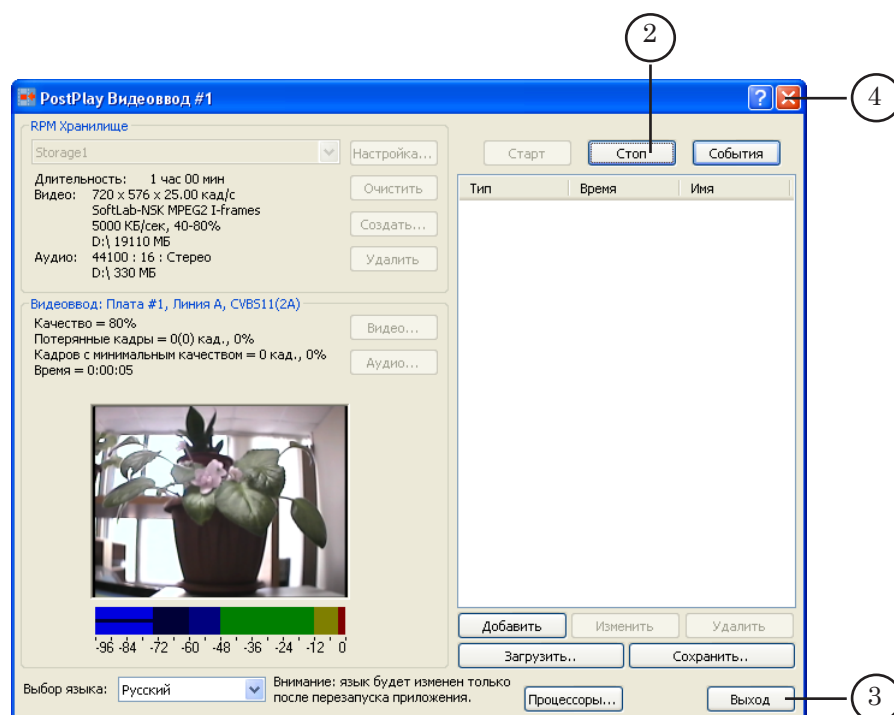 2
PostPlay Видеоввод #1
4
RPM Хранилище
Storage1
Настройка...
Старт
Стоп
События
Длительность: 1 час 00 мин
Очистить
Тип
Время
Имя
Видео: 720 x 576 x 25.00 кад/с
SoftLab-NSK MPEG2 I-frames
5000 КБ/сек, 40-80%
Создать...
D:\ 19110 МБ
Аудио: 44100 : 16 : Стерео
Удалить
D:\ 330 МБ
Видеоввод: Плата #1, Линия A, CVBS11(2A)
Качество = 80%
Видео...
Потерянные кадры = 0(0) кад., 0%
Кадров с минимальным качеством = 0 кад., 0%
Аудио...
Время = 0:00:05
-96 -84 -72 -60 -48 -36 -24 -12 0
Добавить
Изменить
Удалить
Загрузить..
Сохранить..
Выбор языка:
Русский
Внимание: язык будет изменен только
после перезапуска приложения.
Процессоры...
Выход
3